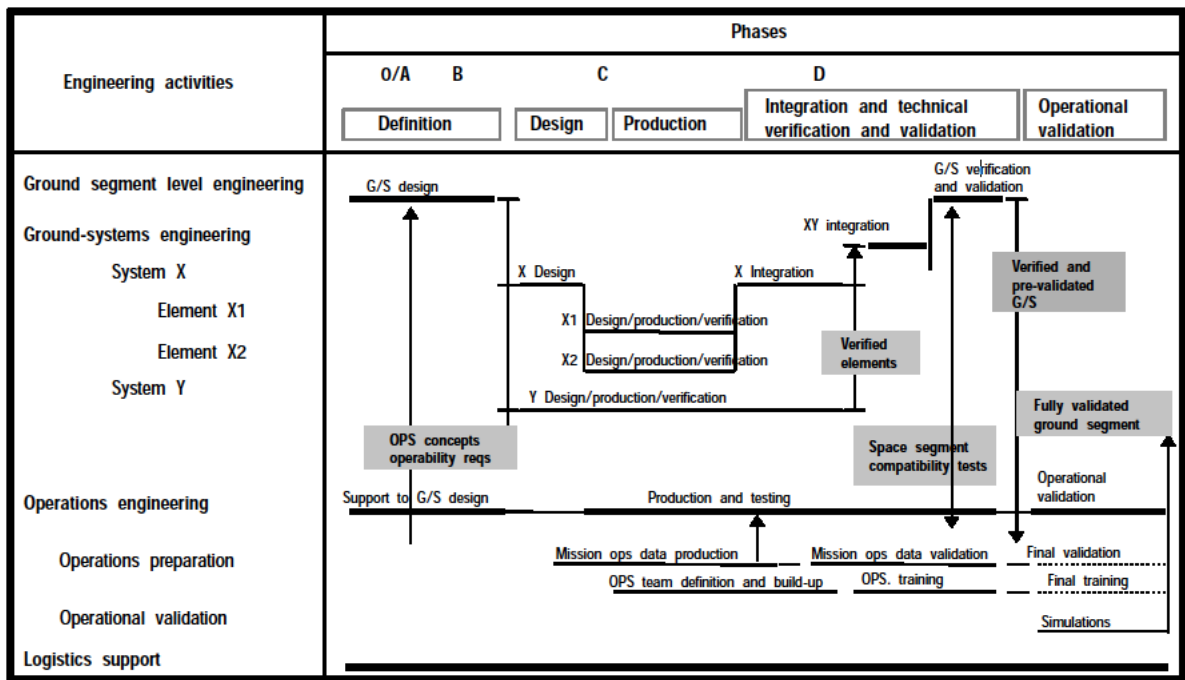 Phases
Engineering activities
O/A B C D
Definition
Design
Production
Integration and technical
verification and validation
Operational
validation
Ground segment level engineering
G/S design
G/S verification
and validation
Ground-systems engineering
XY integration
System X
X Design
X Integration
Verified and
pre-validated
G/S
Element X1
X1 Design/production/verification
Element X2
X2 Design/production/verification
Verified
elements
System Y
Y Design/production/verification
Fully validated
ground segment
OPS concepts
operability reqs
Space segment
compatibility tests
Operations engineering
Support to G/S design
Production and testing
Operational
validation
Operations preparation
Mission ops data production
Mission ops data validation
Final validation
OPS team definition and build-up
OPS. training
Final training
Operational validation
Simulations
Logistics support